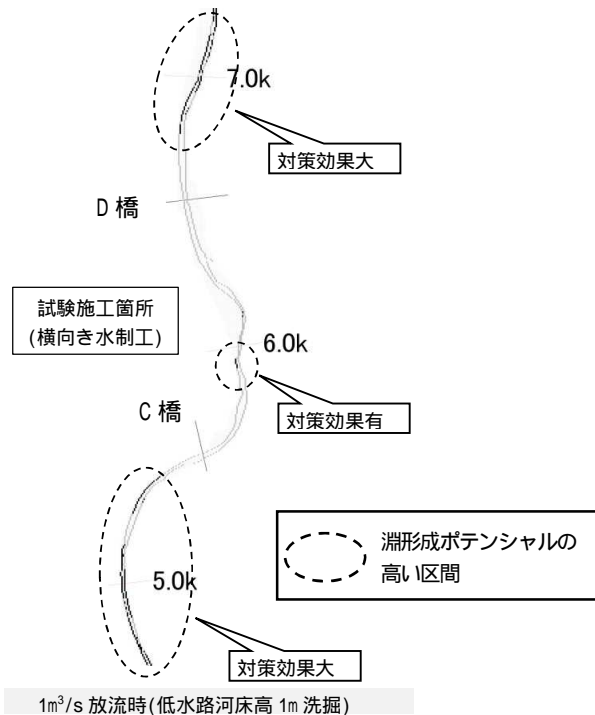 7.0k
対策効果大
D 橋
試験施工箇所
(横向き水制工)
6.0k
対策効果有
C 橋
淵形成ポテンシャルの
高い区間
5.0k
対策効果大
1m³/s 放流時(低水路河床高 1m 洗掘)